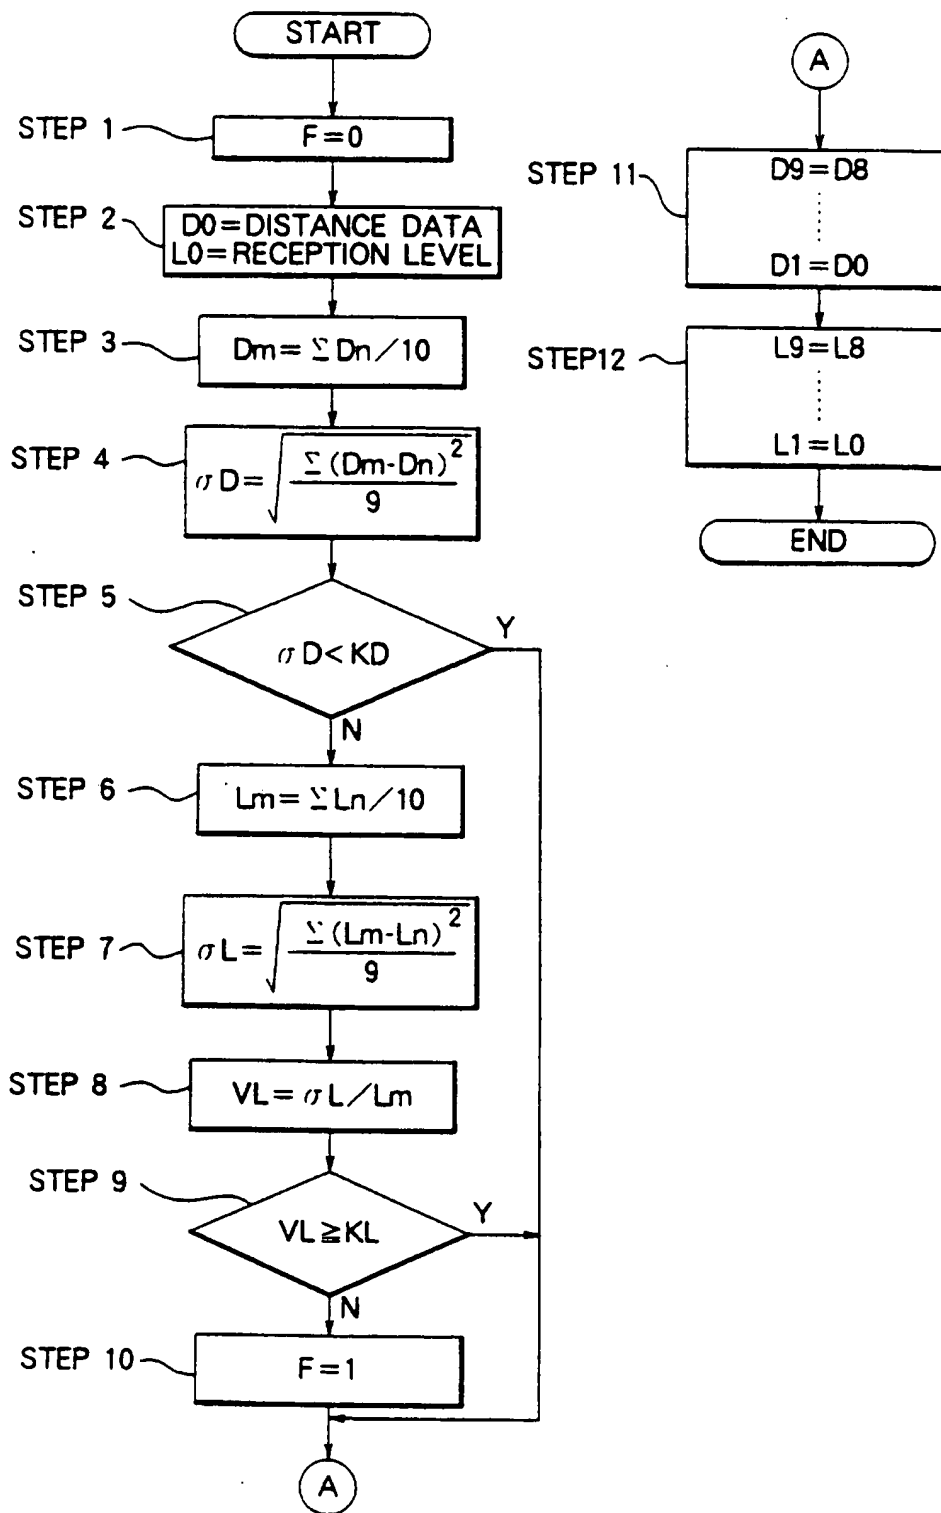 START
STEP 1
F=0
STEP 2
D0=DISTANCE DATA
L0=RECEPTION LEVEL
STEP 3
Dm=ΣDn/10
STEP 4
σD=√(Σ(Dm-Dn)²/9)
STEP 5
σD<KD
Y
N
STEP 6
Lm=ΣLn/10
STEP 7
σL=√(Σ(Lm-Ln)²/9)
STEP 8
VL=σL/Lm
STEP 9
VL≧KL
Y
N
STEP 10
F=1
A
A
STEP 11
D9=D8
D1=D0
STEP12
L9=L8
L1=L0
END